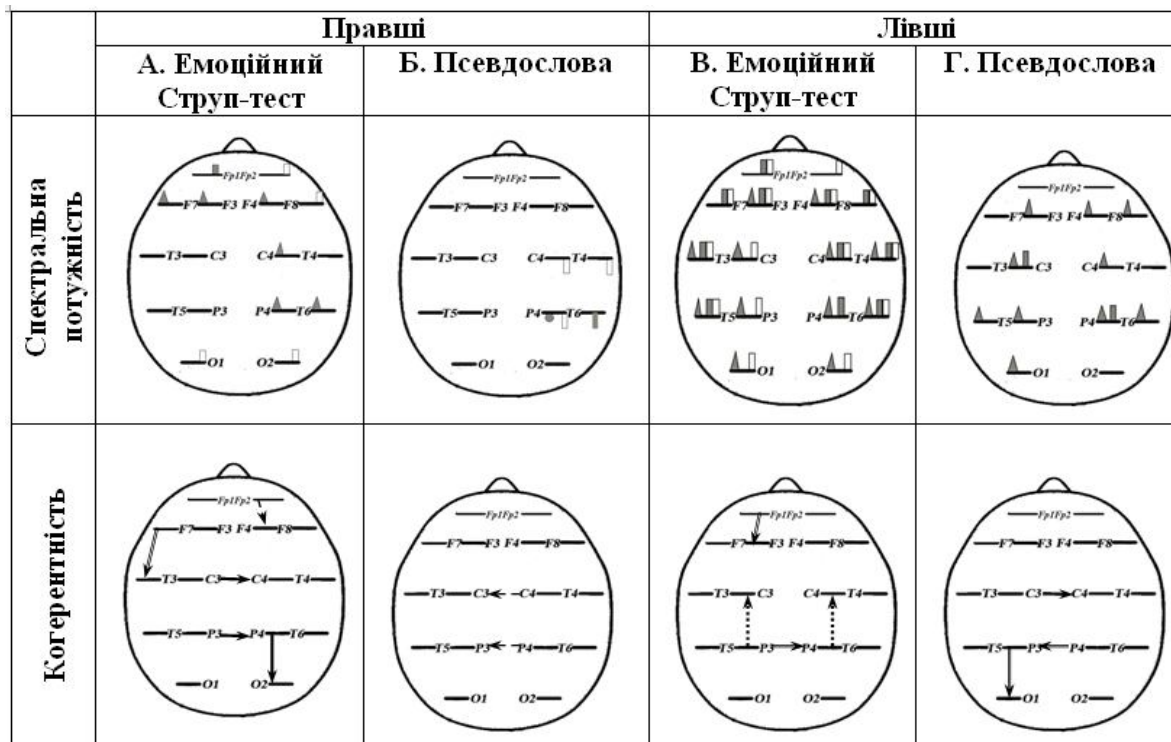 Правші Лівші
А. Емоційний Б. Псевдослова В. Емоційний Г. Псевдослова
Струп-тест Струп-тест
Спектральна
потужність
Fp1Fp2
F7 F3 F4 F8
T3 C3 C4 T4
T5 P3 P4 T6
O1 O2
Fp1Fp2
F7 F3 F4 F8
T3 C3 C4 T4
T5 P3 P4 T6
O1 O2
Fp1Fp2
F7 F3 F4 F8
T3 C3 C4 T4
T5 P3 P4 T6
O1 O2
Fp1Fp2
F7 F3 F4 F8
T3 C3 C4 T4
T5 P3 P4 T6
O1 O2
Когерентність
Fp1Fp2
F7 F3 F4 F8
T3 C3 C4 T4
T5 P3 P4 T6
O1 O2
Fp1Fp2
F7 F3 F4 F8
T3 C3 C4 T4
T5 P3 P4 T6
O1 O2
Fp1Fp2
F7 F3 F4 F8
T3 C3 C4 T4
T5 P3 P4 T6
O1 O2
Fp1Fp2
F7 F3 F4 F8
T3 C3 C4 T4
T5 P3 P4 T6
O1 O2